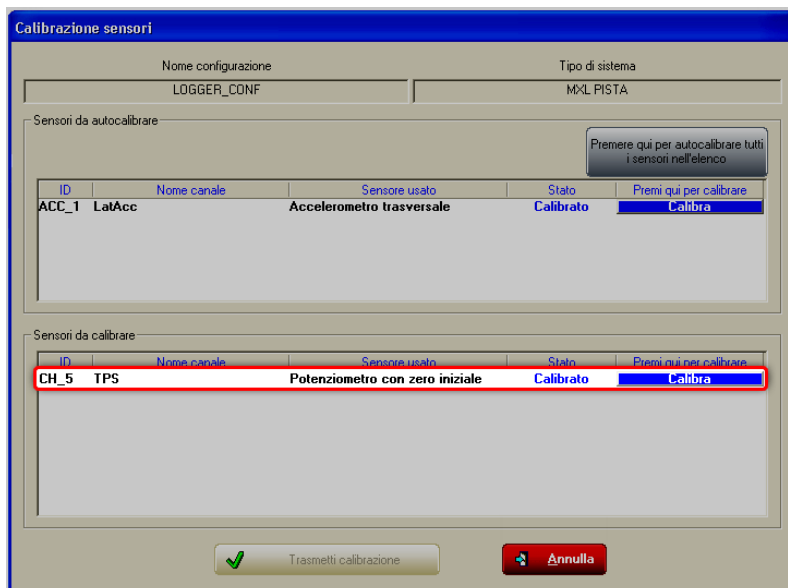 Calibrazione sensori
Nome configurazione Tipo di sistema
LOGGER_CONF MXL PISTA
Sensori da autocalibrare
Premere qui per autocalibrare tutti
i sensori nell'elenco
ID Nome canale Sensore usato Stato Premi qui per calibrare
ACC_1 LatAcc Accelerometro trasversale Calibrato Calibra
Sensori da calibrare
ID Nome canale Sensore usato Stato Premi qui per calibrare
CH_5 TPS Potenziometro con zero iniziale Calibrato Calibra
Trasmetti calibrazione Annulla